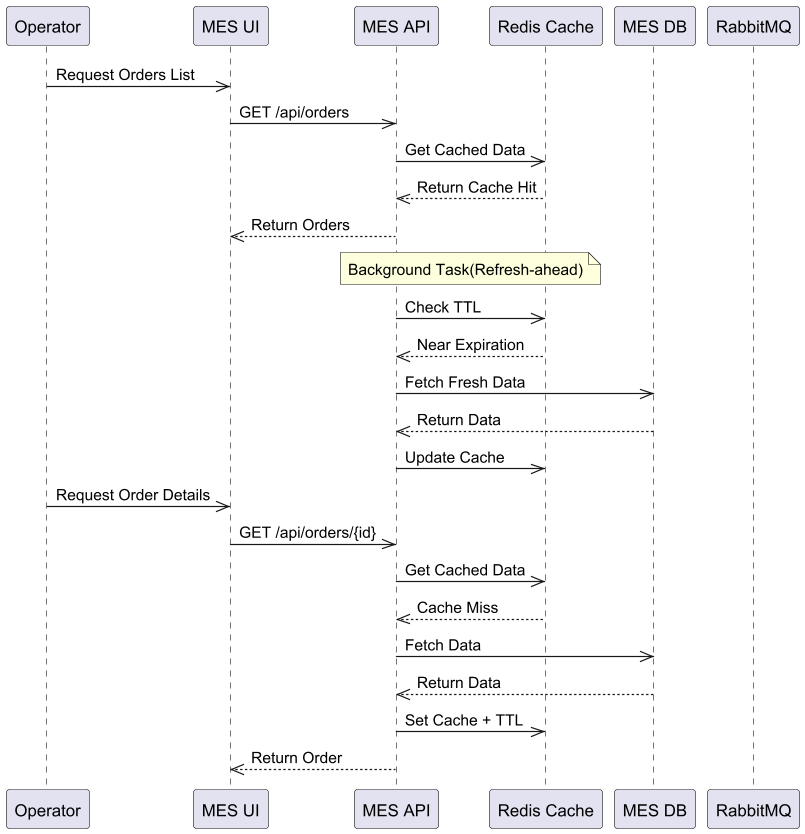 Operator MES UI MES API Redis Cache MES DB RabbitMQ
Request Orders List
GET /api/orders
Get Cached Data
Return Cache Hit
Return Orders
Background Task(Refresh-ahead)
Check TTL
Near Expiration
Fetch Fresh Data
Return Data
Update Cache
Request Order Details
GET /api/orders/{id}
Get Cached Data
Cache Miss
Fetch Data
Return Data
Set Cache + TTL
Return Order
Operator MES UI MES API Redis Cache MES DB RabbitMQ